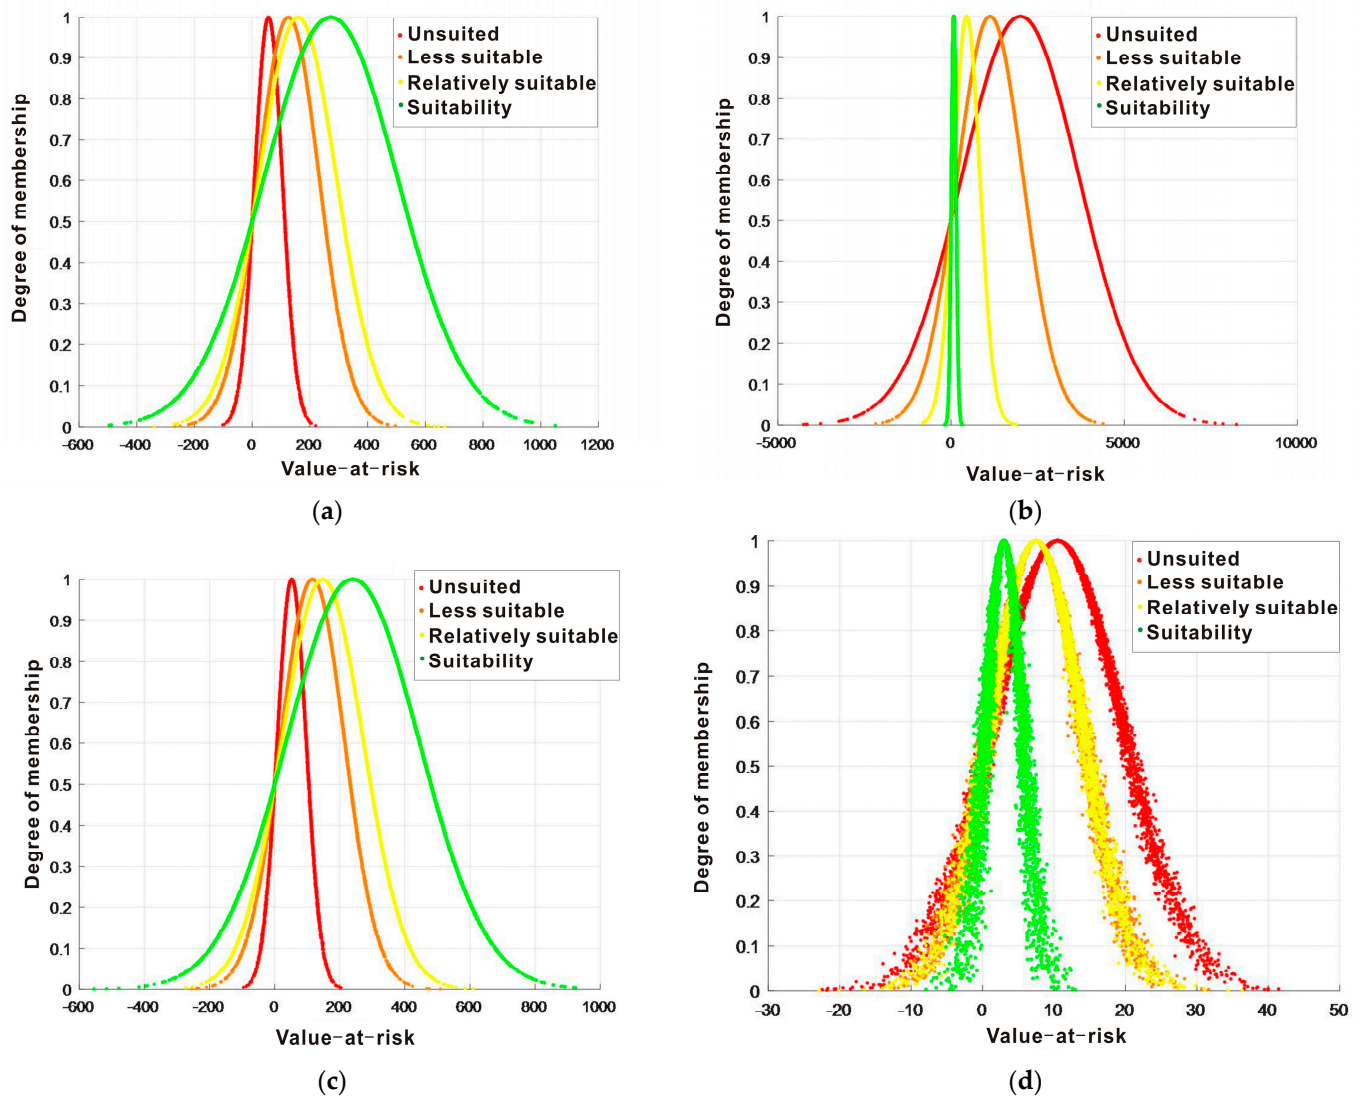 1
0.9
0.8
0.7
0.6
0.5
0.4
0.3
0.2
0.1
0
Degree of membership
-600 -400 -200 0 200 400 600 800 1000 1200
Value-at-risk
Unsuited
Less suitable
Relatively suitable
Suitability
(a)
1
0.9
0.8
0.7
0.6
0.5
0.4
0.3
0.2
0.1
0
Degree of membership
-5000 0 5000 10000
Value-at-risk
Unsuited
Less suitable
Relatively suitable
Suitability
(b)
1
0.9
0.8
0.7
0.6
0.5
0.4
0.3
0.2
0.1
0
Degree of membership
-600 -400 -200 0 200 400 600 800 1000
Value-at-risk
Unsuited
Less suitable
Relatively suitable
Suitability
(c)
1
0.9
0.8
0.7
0.6
0.5
0.4
0.3
0.2
0.1
0
Degree of membership
-30 -20 -10 0 10 20 30 40 50
Value-at-risk
Unsuited
Less suitable
Relatively suitable
Suitability
(d)